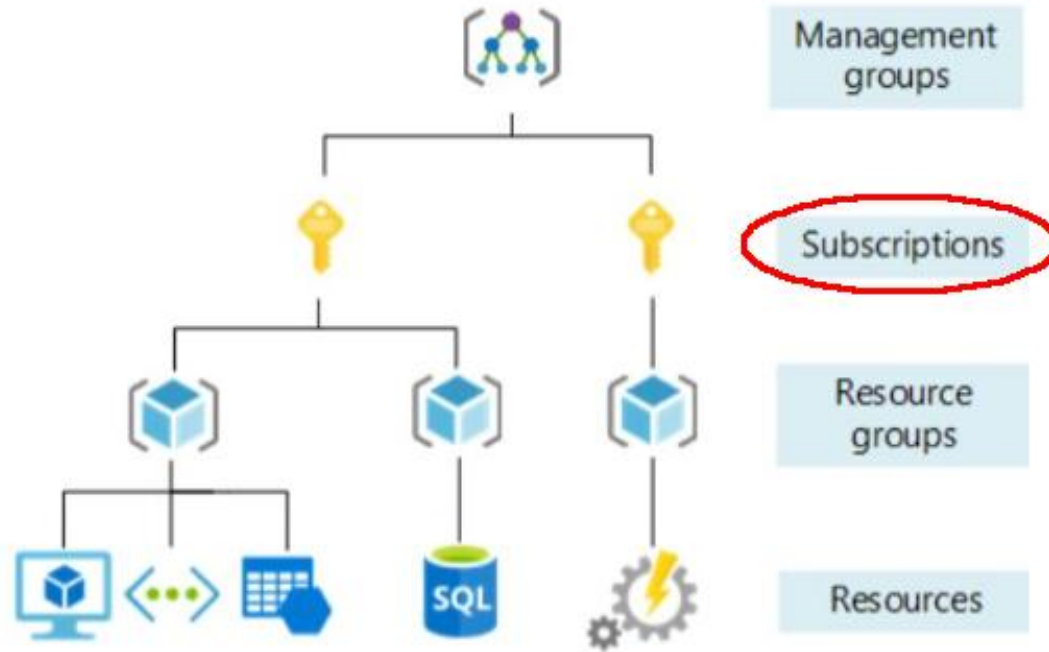 Management
groups
Subscriptions
Resource
groups
SQL
Resources